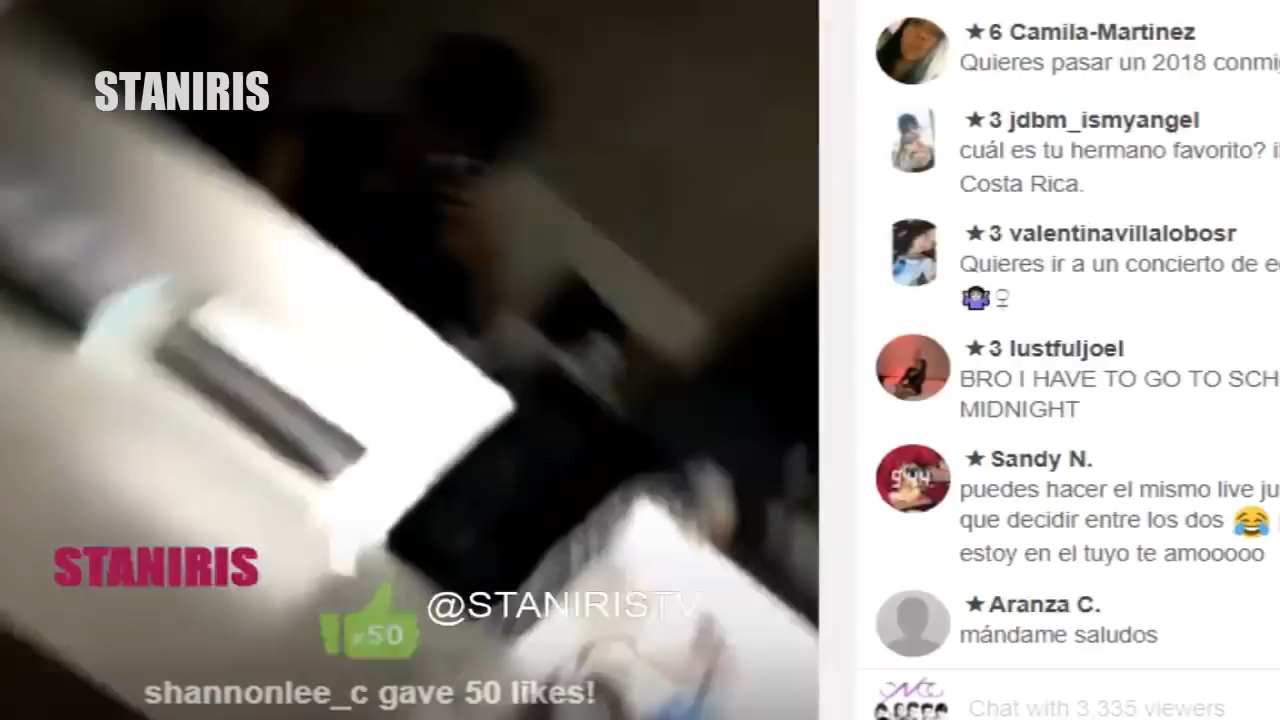 STANIRIS
STANIRIS
x50
@STANIRISTV
shannonlee_c gave 50 likes!
★6 Camila-Martinez
Quieres pasar un 2018
★3 jdbm_ismyangel
cuál es tu hermano favorito?
Costa Rica.
★3 valentinavillalobosr
Quieres ir a un concierto de
★3 lustfuljoel
BRO I HAVE TO GO TO
MIDNIGHT
★ Sandy N.
puedes hacer el mismo live
que decidir entre los dos 😂
estoy en el tuyo te amooooo
★ Aranza C.
mándame saludos
Chat with 3,335 viewers